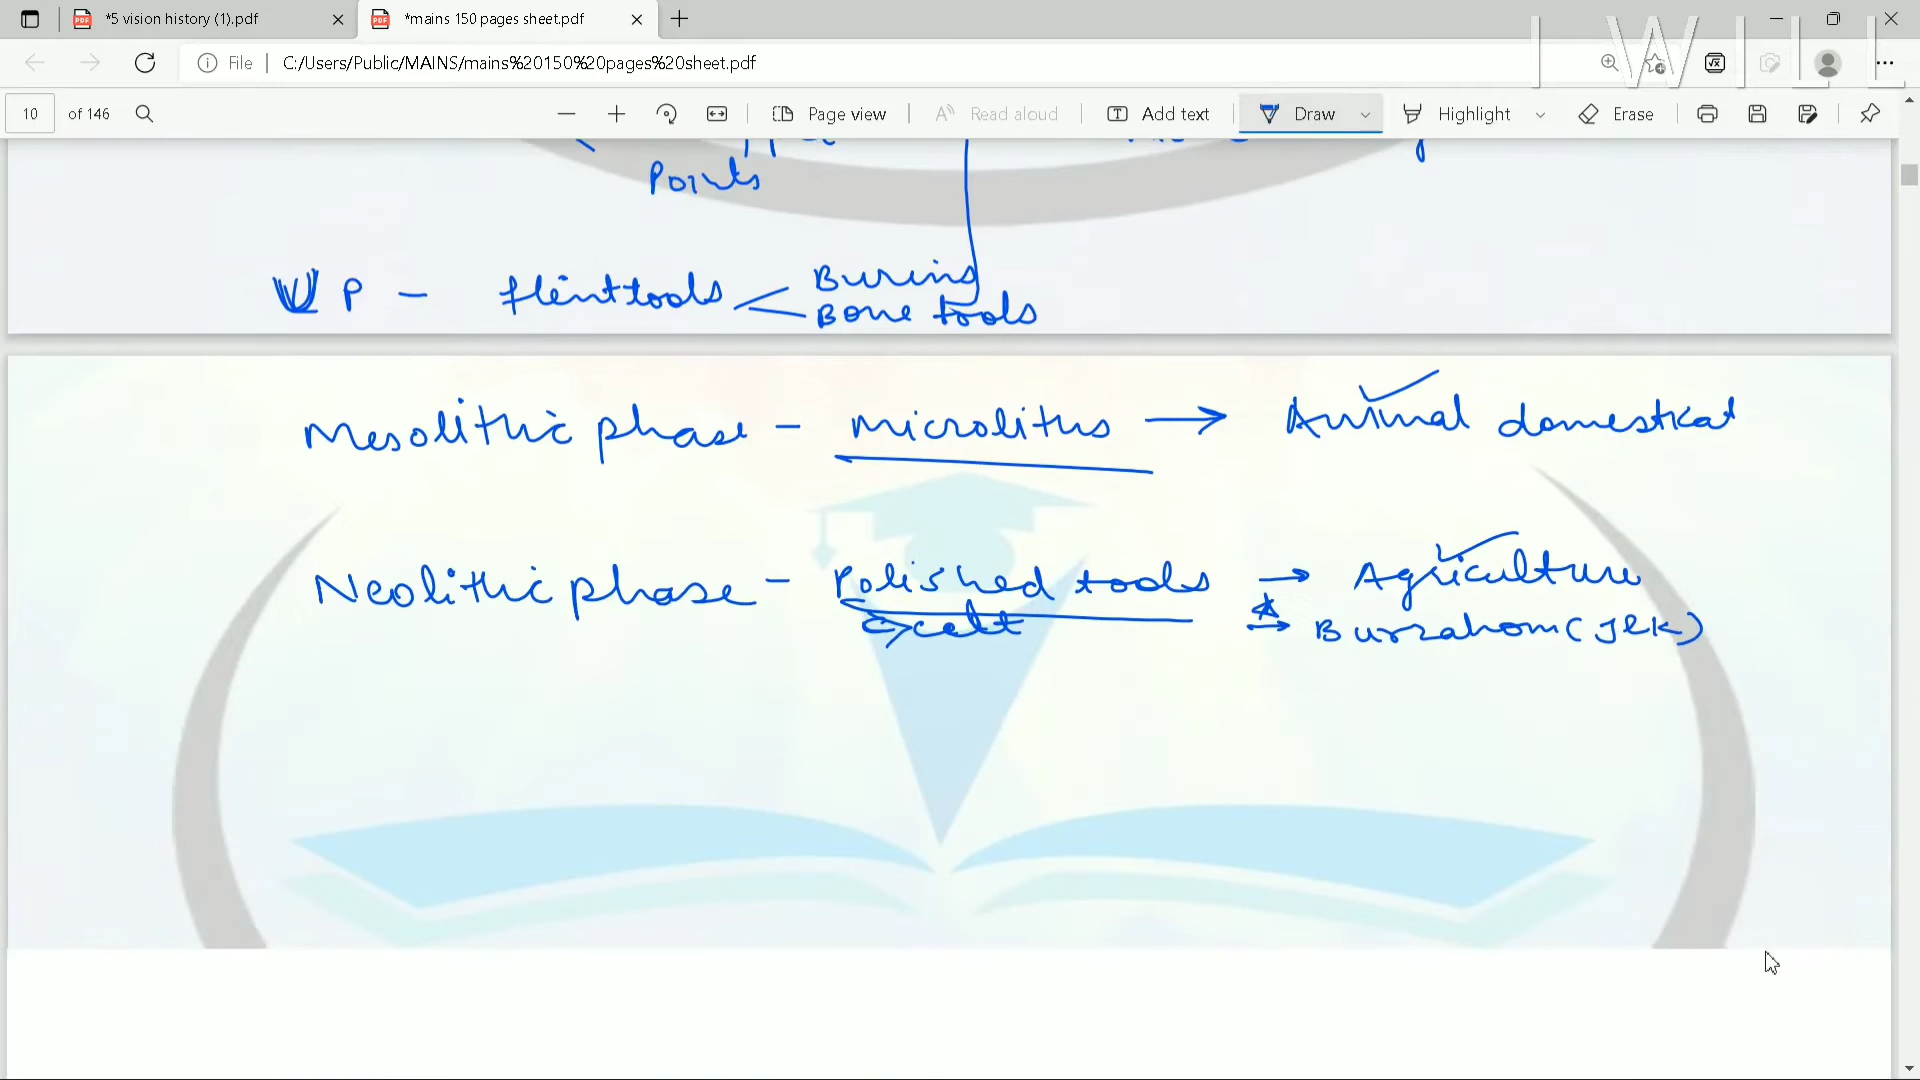 *5 vision history (1).pdf
*mains 150 pages sheet.pdf
I WILL
File | C:/Users/Public/MAINS/mains%20150%20pages%20sheet.pdf
10 of 146
Page view
Read aloud
Add text
Draw
Highlight
Erase
Points
UP - flint tools < Burins
Bone tools
Mesolithic phase - microliths → Animal domesticat
Neolithic phase - Polished tools → Agriculture
celt → Burzahom (J&K)